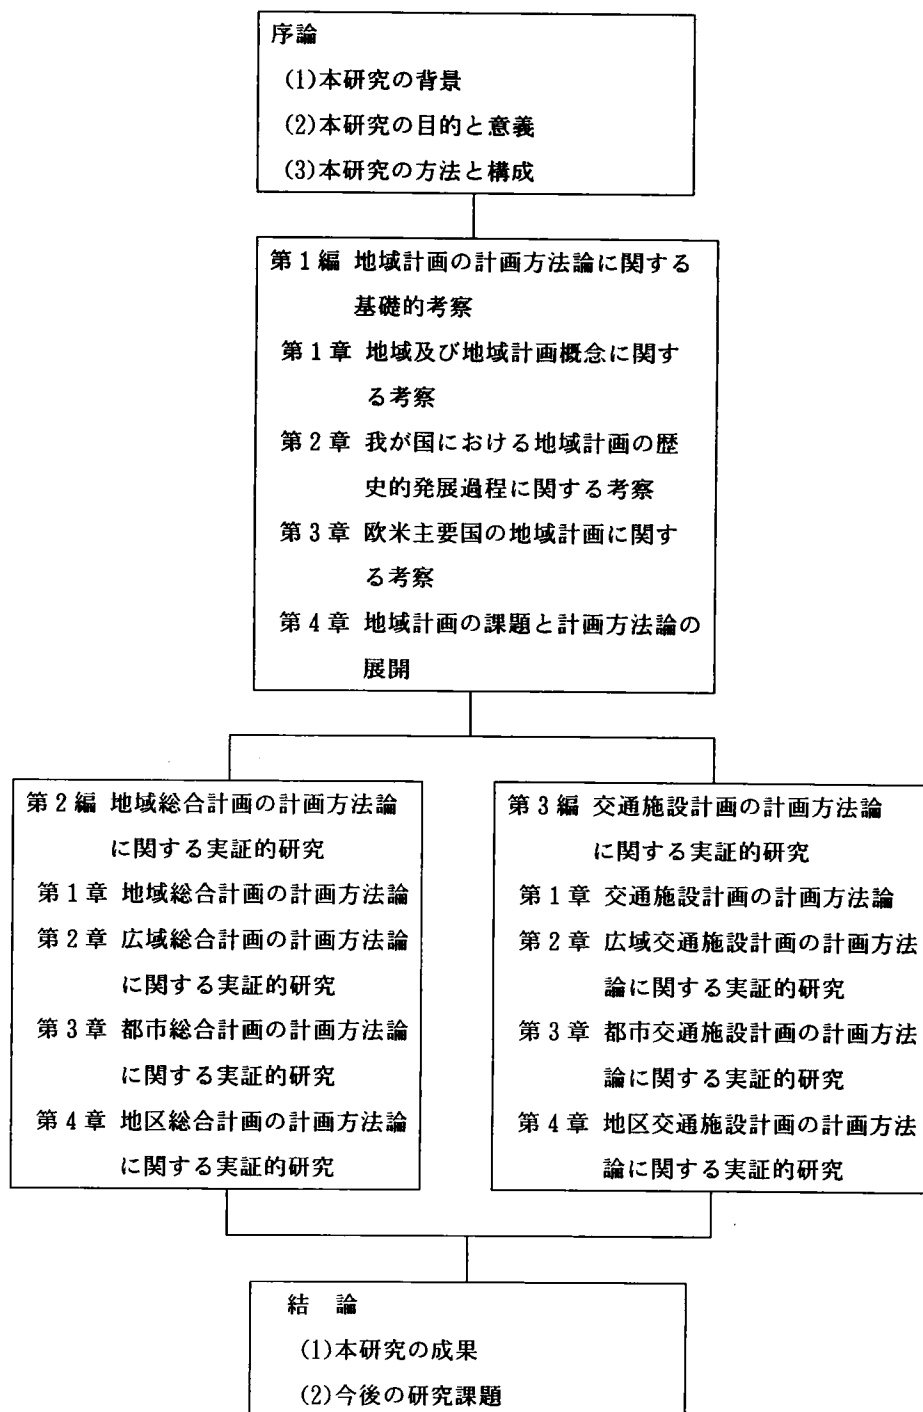 序論
(1)本研究の背景
(2)本研究の目的と意義
(3)本研究の方法と構成
第1編 地域計画の計画方法論に関する
基礎的考察
第1章 地域及び地域計画概念に関す
る考察
第2章 我が国における地域計画の歴
史的発展過程に関する考察
第3章 欧米主要国の地域計画に関す
る考察
第4章 地域計画の課題と計画方法論の
展開
第2編 地域総合計画の計画方法論
に関する実証的研究
第1章 地域総合計画の計画方法論
第2章 広域総合計画の計画方法論
に関する実証的研究
第3章 都市総合計画の計画方法論
に関する実証的研究
第4章 地区総合計画の計画方法論
に関する実証的研究
第3編 交通施設計画の計画方法論
に関する実証的研究
第1章 交通施設計画の計画方法論
第2章 広域交通施設計画の計画方法
論に関する実証的研究
第3章 都市交通施設計画の計画方法
論に関する実証的研究
第4章 地区交通施設計画の計画方法
論に関する実証的研究
結 論
(1)本研究の成果
(2)今後の研究課題